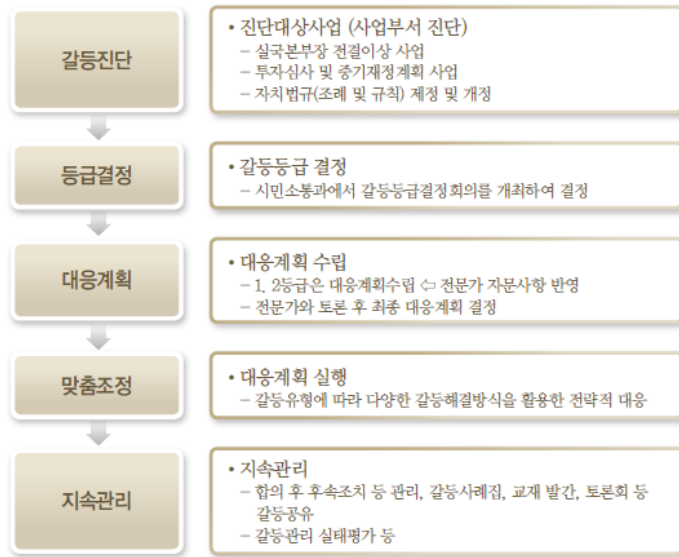 갈등진단
• 진단대상사업 (사업부서 진단)
– 실국본부장 전결이상 사업
– 투자심사 및 중기재정계획 사업
– 자치법규(조례 및 규칙) 제정 및 개정
등급결정
• 갈등등급 결정
– 시민소통과에서 갈등등급결정회의를 개최하여 결정
대응계획
• 대응계획 수립
– 1, 2등급은 대응계획수립 ⇦ 전문가 자문사항 반영
– 전문가와 토론 후 최종 대응계획 결정
맞춤조정
• 대응계획 실행
– 갈등유형에 따라 다양한 갈등해결방식을 활용한 전략적 대응
지속관리
• 지속관리
– 합의 후 후속조치 등 관리, 갈등사례집, 교재 발간, 토론회 등
갈등공유
– 갈등관리 실태평가 등